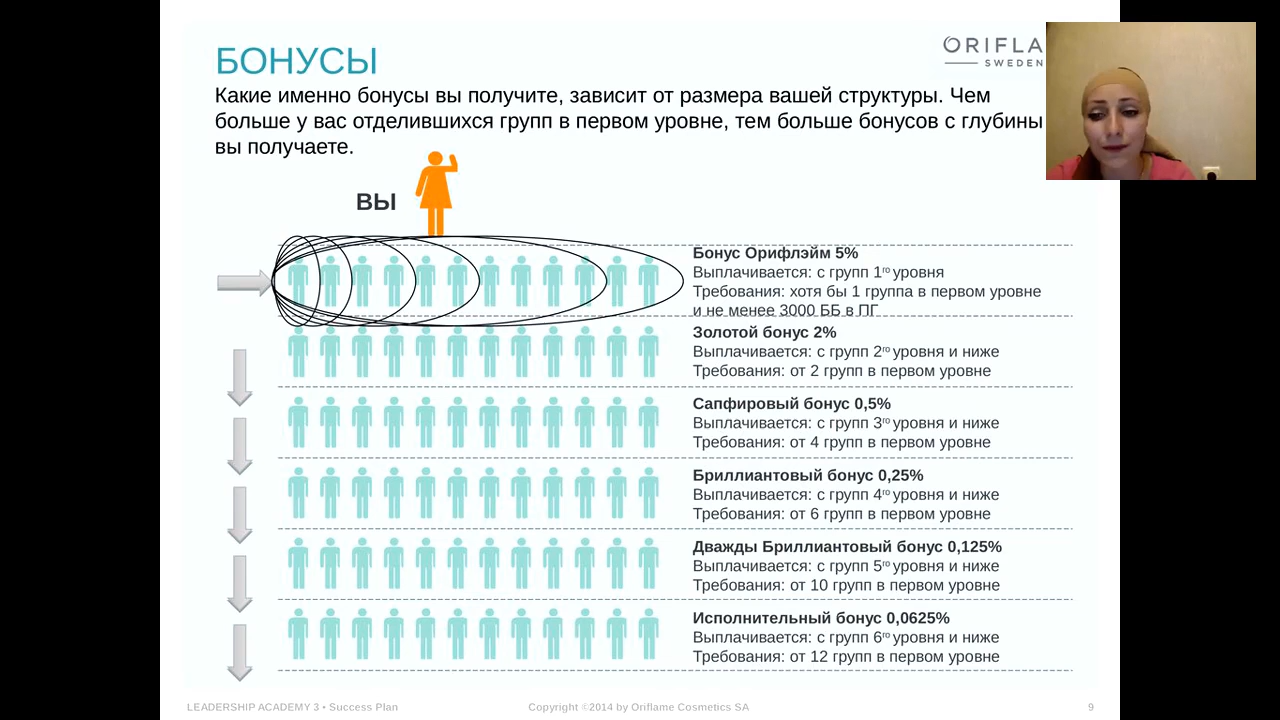 БОНУСЫ
ORIFLA
SWEDEN
Какие именно бонусы вы получите, зависит от размера вашей структуры. Чем
больше у вас отделившихся групп в первом уровне, тем больше бонусов с глубины
вы получаете.
ВЫ
Бонус Орифлэйм 5%
Выплачивается: с групп 1го уровня
Требования: хотя бы 1 группа в первом уровне
и не менее 3000 ББ в ПГ
Золотой бонус 2%
Выплачивается: с групп 2го уровня и ниже
Требования: от 2 групп в первом уровне
Сапфировый бонус 0,5%
Выплачивается: с групп 3го уровня и ниже
Требования: от 4 групп в первом уровне
Бриллиантовый бонус 0,25%
Выплачивается: с групп 4го уровня и ниже
Требования: от 6 групп в первом уровне
Дважды Бриллиантовый бонус 0,125%
Выплачивается: с групп 5го уровня и ниже
Требования: от 10 групп в первом уровне
Исполнительный бонус 0,0625%
Выплачивается: с групп 6го уровня и ниже
Требования: от 12 групп в первом уровне
LEADERSHIP ACADEMY 3 • Success Plan
Copyright ©2014 by Oriflame Cosmetics SA
9